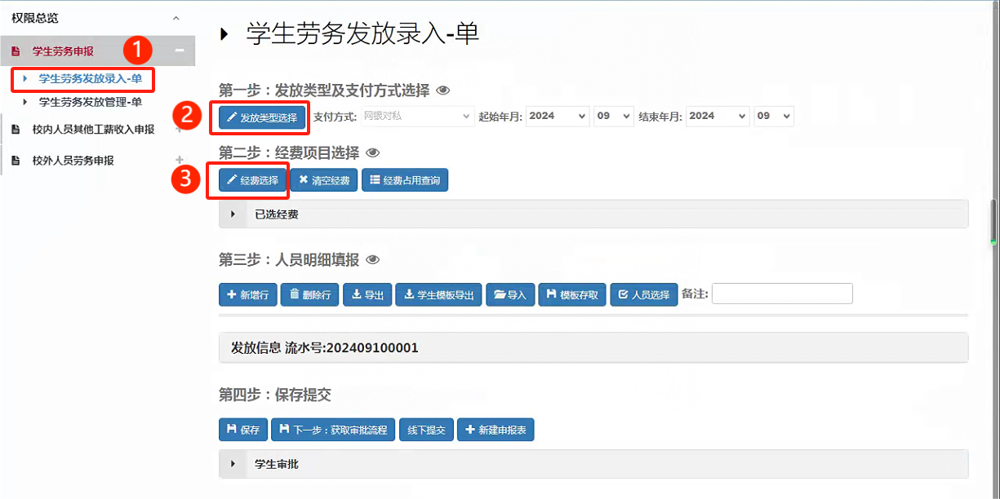 权限总览
学生劳务申报
1
学生劳务发放录入-单
学生劳务发放管理-单
校内人员其他工薪收入申报
校外人员劳务申报
学生劳务发放录入-单
第一步：发放类型及支付方式选择
2
发放类型选择 支付方式: 网银对私 起始年月: 2024 09 结束年月: 2024 09
第二步：经费项目选择
3
经费选择 清空经费 经费占用查询
已选经费
第三步：人员明细填报
新增行 删除行 导出 学生模板导出 导入 模板存取 人员选择 备注:
发放信息 流水号:202409100001
第四步：保存提交
保存 下一步：获取审批流程 线下提交 新建申报表
学生审批